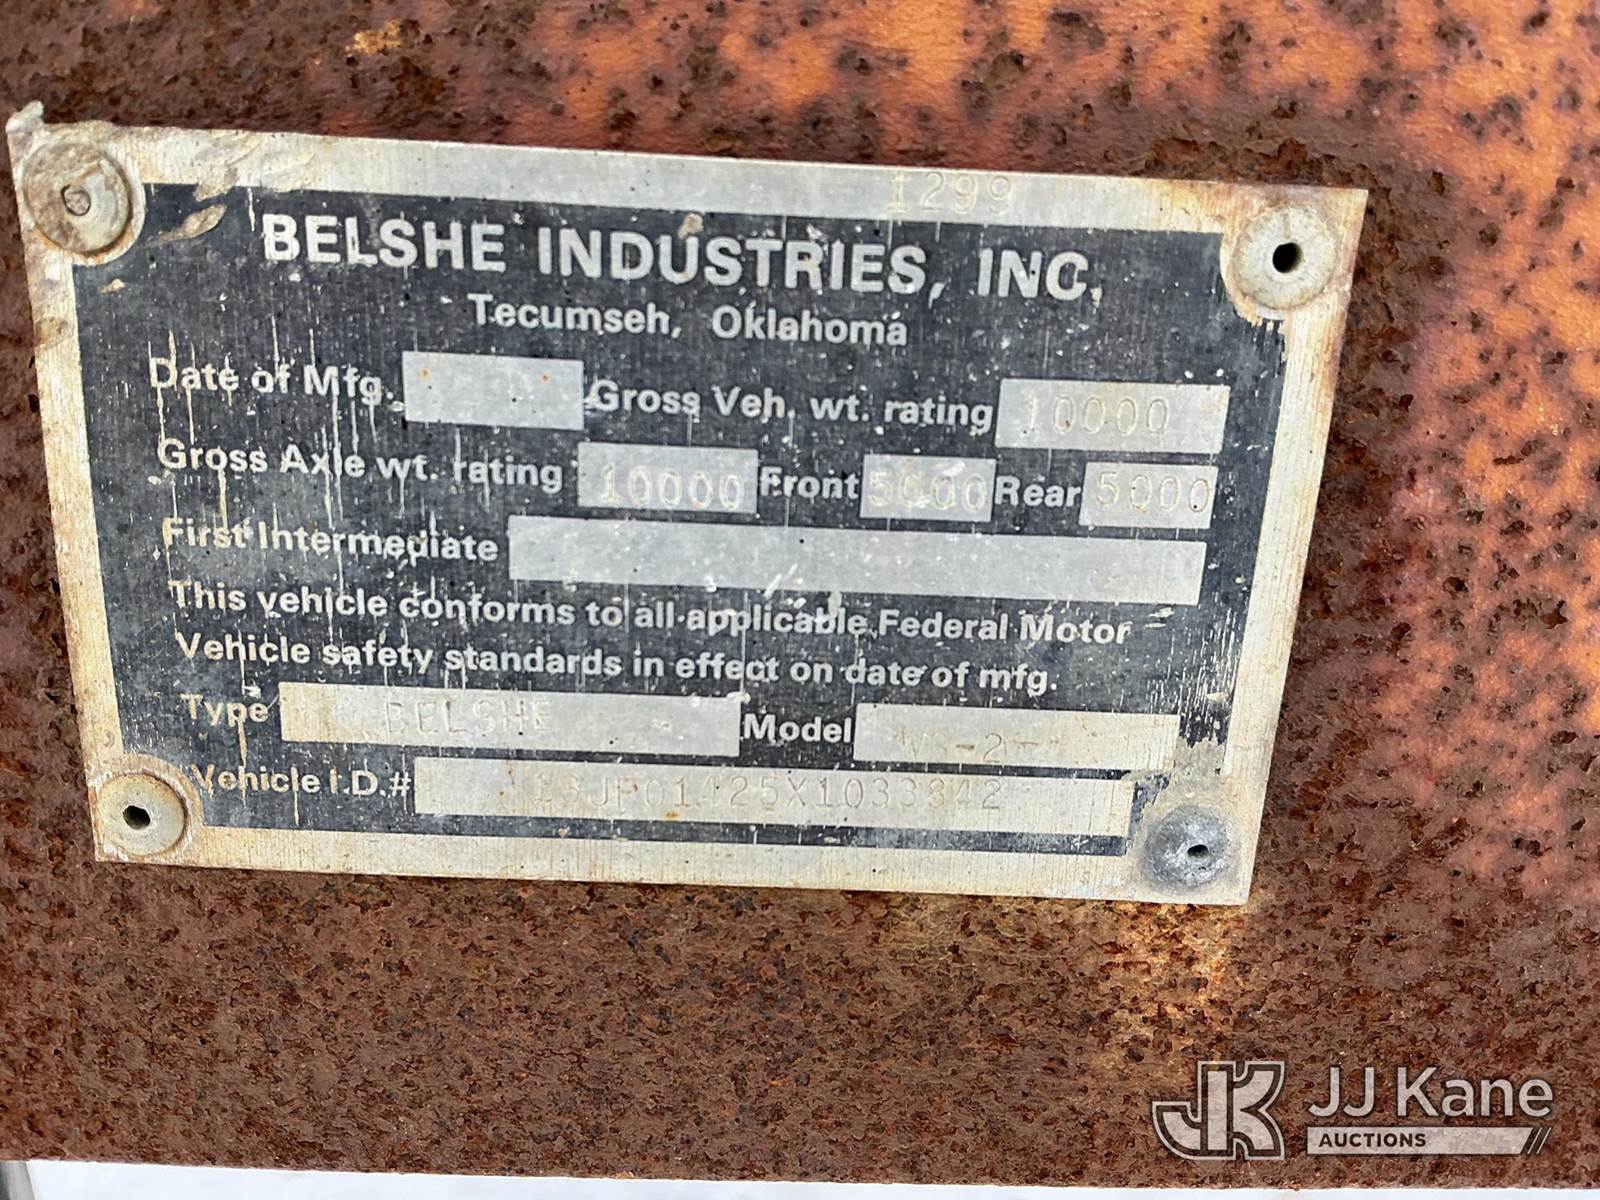 1299
BELSHE INDUSTRIES, INC.
Tecumseh, Oklahoma
Date of Mfg. Gross Veh. wt. rating 10000
Gross Axle wt. rating 10000 Front 5000 Rear 5000
First Intermediate
This vehicle conforms to all applicable Federal Motor
Vehicle safety standards in effect on date of mfg.
Type BELSHE Model
Vehicle I.D.# 16JF01425X1033842
JK JJ Kane
AUCTIONS